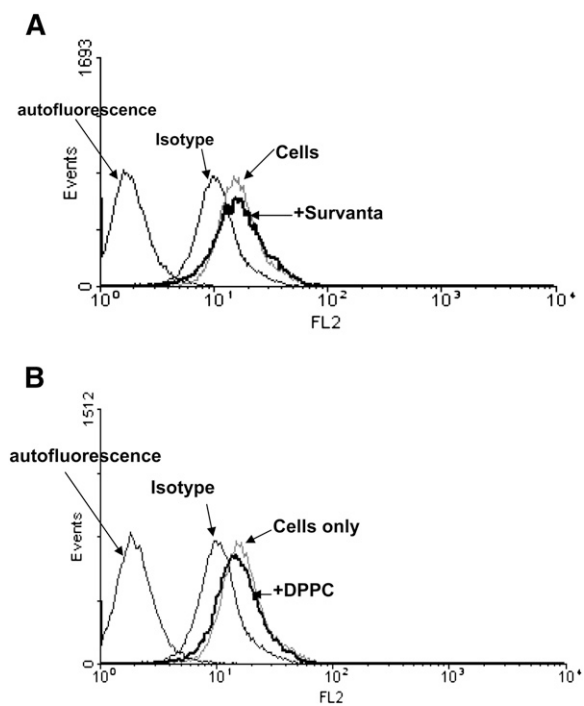 A
1693
autofluorescence
Isotype
Cells
+Survanta
Events
0
10⁰ 10¹ 10² 10³ 10⁴
FL2
B
1512
autofluorescence
Isotype
Cells only
+DPPC
Events
0
10⁰ 10¹ 10² 10³ 10⁴
FL2